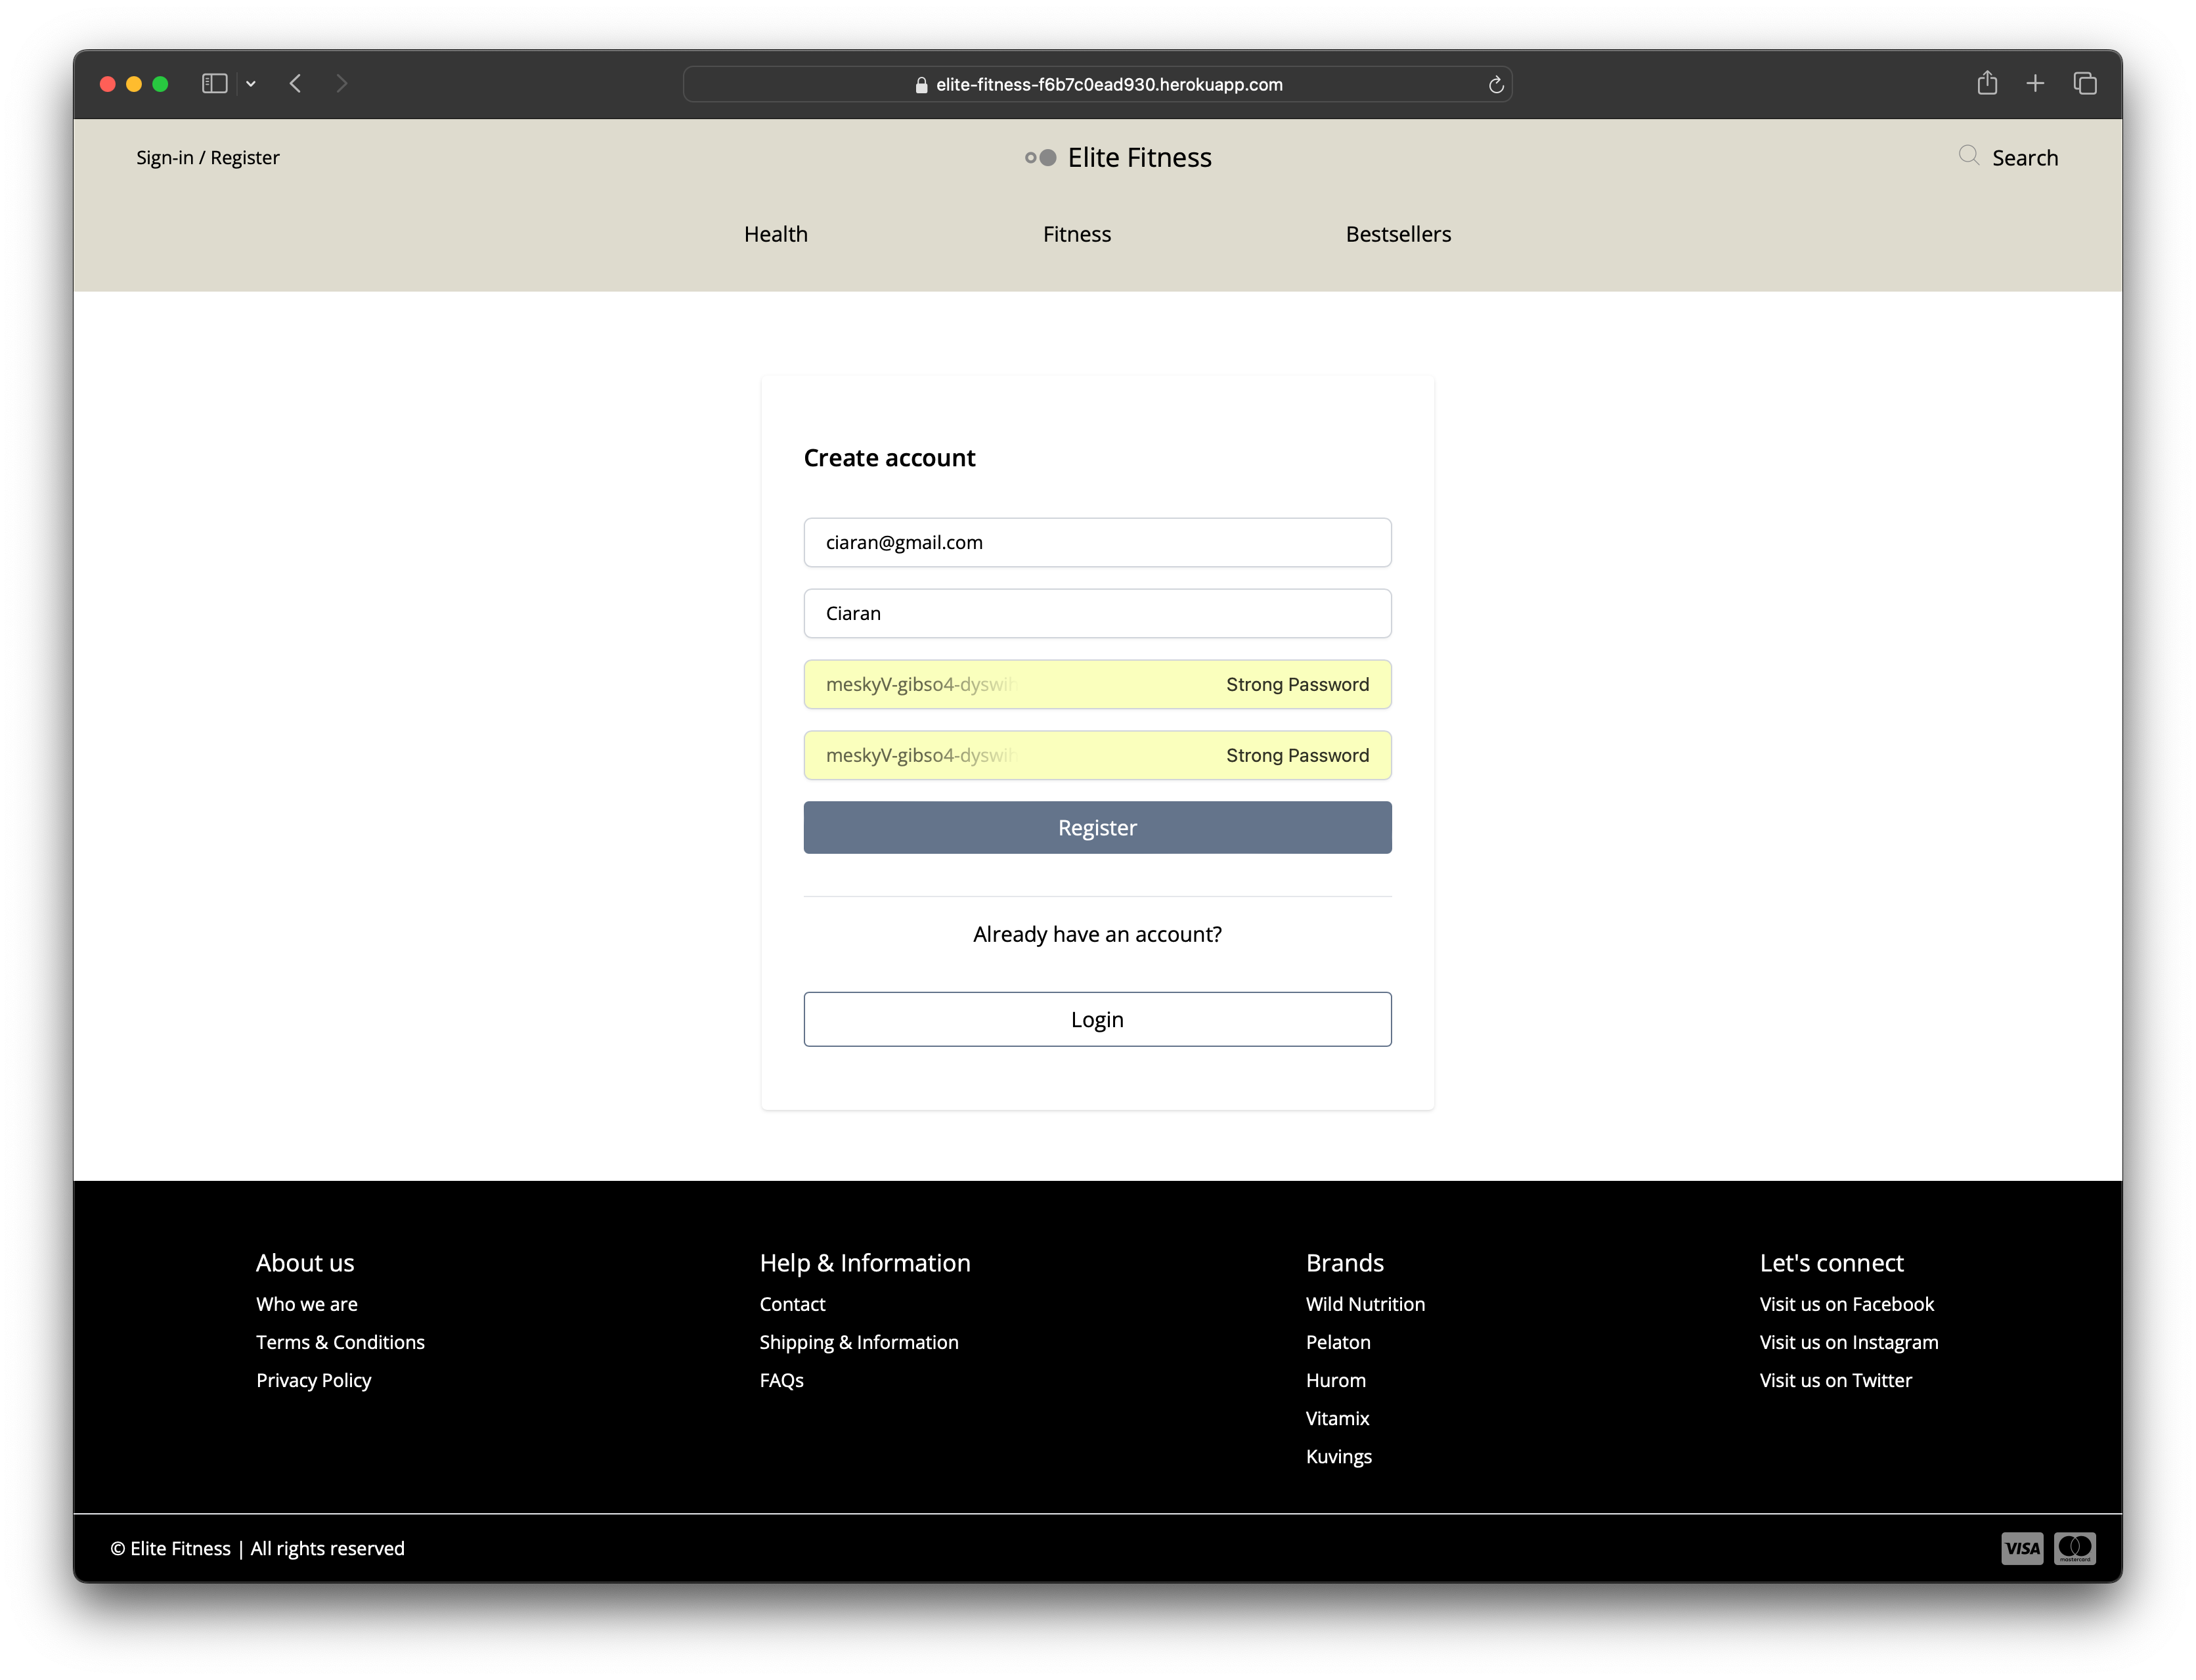 elite-fitness-f6b7c0ead930.herokuapp.com
Sign-in / Register
Elite Fitness
Search
Health
Fitness
Bestsellers
Create account
ciaran@gmail.com
Ciaran
meskyV-gibso4-dyswih
Strong Password
meskyV-gibso4-dyswih
Strong Password
Register
Already have an account?
Login
About us
Who we are
Terms & Conditions
Privacy Policy
Help & Information
Contact
Shipping & Information
FAQs
Brands
Wild Nutrition
Pelaton
Hurom
Vitamix
Kuvings
Let's connect
Visit us on Facebook
Visit us on Instagram
Visit us on Twitter
© Elite Fitness | All rights reserved
VISA
mastercard